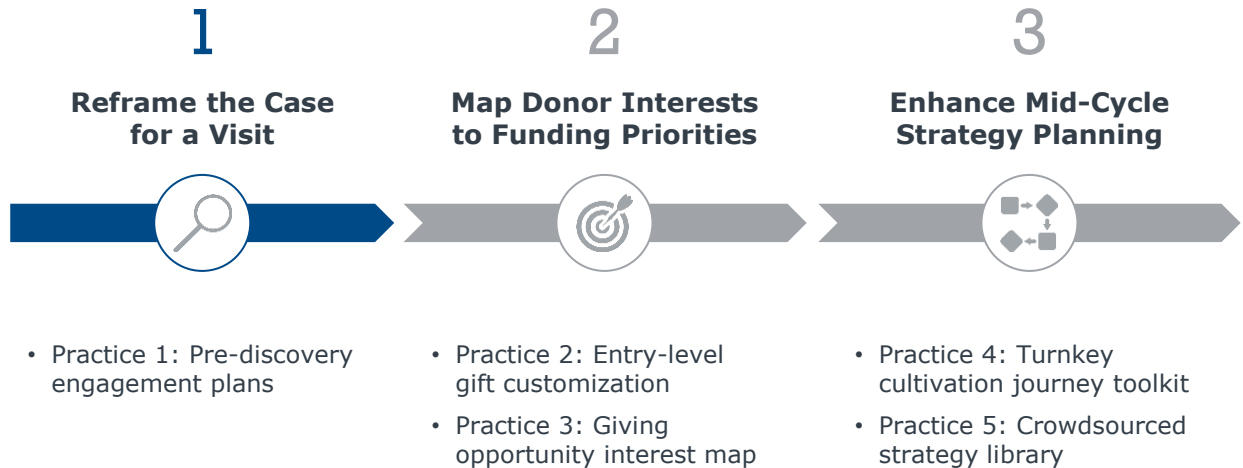 1
Reframe the Case
for a Visit
• Practice 1: Pre-discovery
engagement plans
2
Map Donor Interests
to Funding Priorities
• Practice 2: Entry-level
gift customization
• Practice 3: Giving
opportunity interest map
3
Enhance Mid-Cycle
Strategy Planning
• Practice 4: Turnkey
cultivation journey toolkit
• Practice 5: Crowdsourced
strategy library